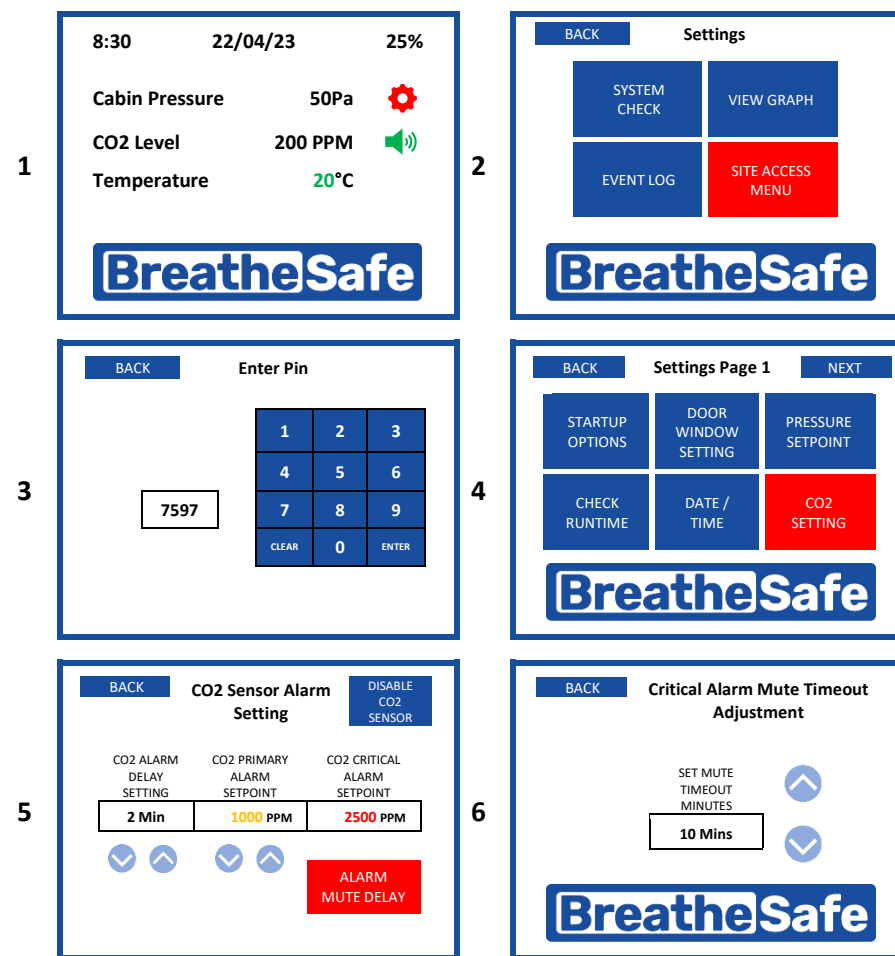 1
8:30 22/04/23 25%
Cabin Pressure 50Pa
CO2 Level 200 PPM
Temperature 20°C
BreatheSafe
2
BACK Settings
SYSTEM
CHECK
VIEW GRAPH
EVENT LOG
SITE ACCESS
MENU
BreatheSafe
3
BACK Enter Pin
7597
1 2 3
4 5 6
7 8 9
CLEAR 0 ENTER
4
BACK Settings Page 1 NEXT
STARTUP
OPTIONS
DOOR
WINDOW
SETTING
PRESSURE
SETPOINT
CHECK
RUNTIME
DATE /
TIME
CO2
SETTING
BreatheSafe
5
BACK
CO2 Sensor Alarm
Setting
DISABLE
CO2
SENSOR
CO2 ALARM
DELAY
SETTING
2 Min
CO2 PRIMARY
ALARM
SETPOINT
1000 PPM
CO2 CRITICAL
ALARM
SETPOINT
2500 PPM
ALARM
MUTE DELAY
6
BACK
Critical Alarm Mute Timeout
Adjustment
SET MUTE
TIMEOUT
MINUTES
10 Mins
BreatheSafe